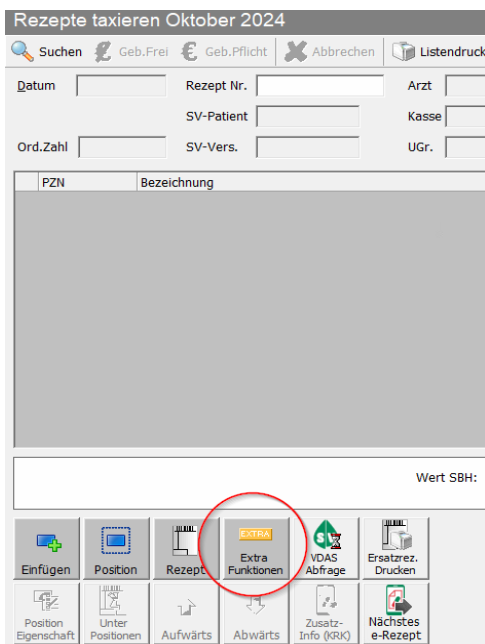 Rezepte taxieren Oktober 2024
Suchen Geb.Frei Geb.Pflicht Abbrechen Listendruck
Datum Rezept Nr. Arzt
SV-Patient Kasse
Ord.Zahl SV-Vers. UGr.
PZN Bezeichnung
Wert SBH:
EXTRA
Einfügen Position Rezept Extra Funktionen VDAS Abfrage Ersatzrez. Drucken
Position Eigenschaft Unter Positionen Aufwärts Abwärts Zusatz-Info (KRK) Nächstes e-Rezept